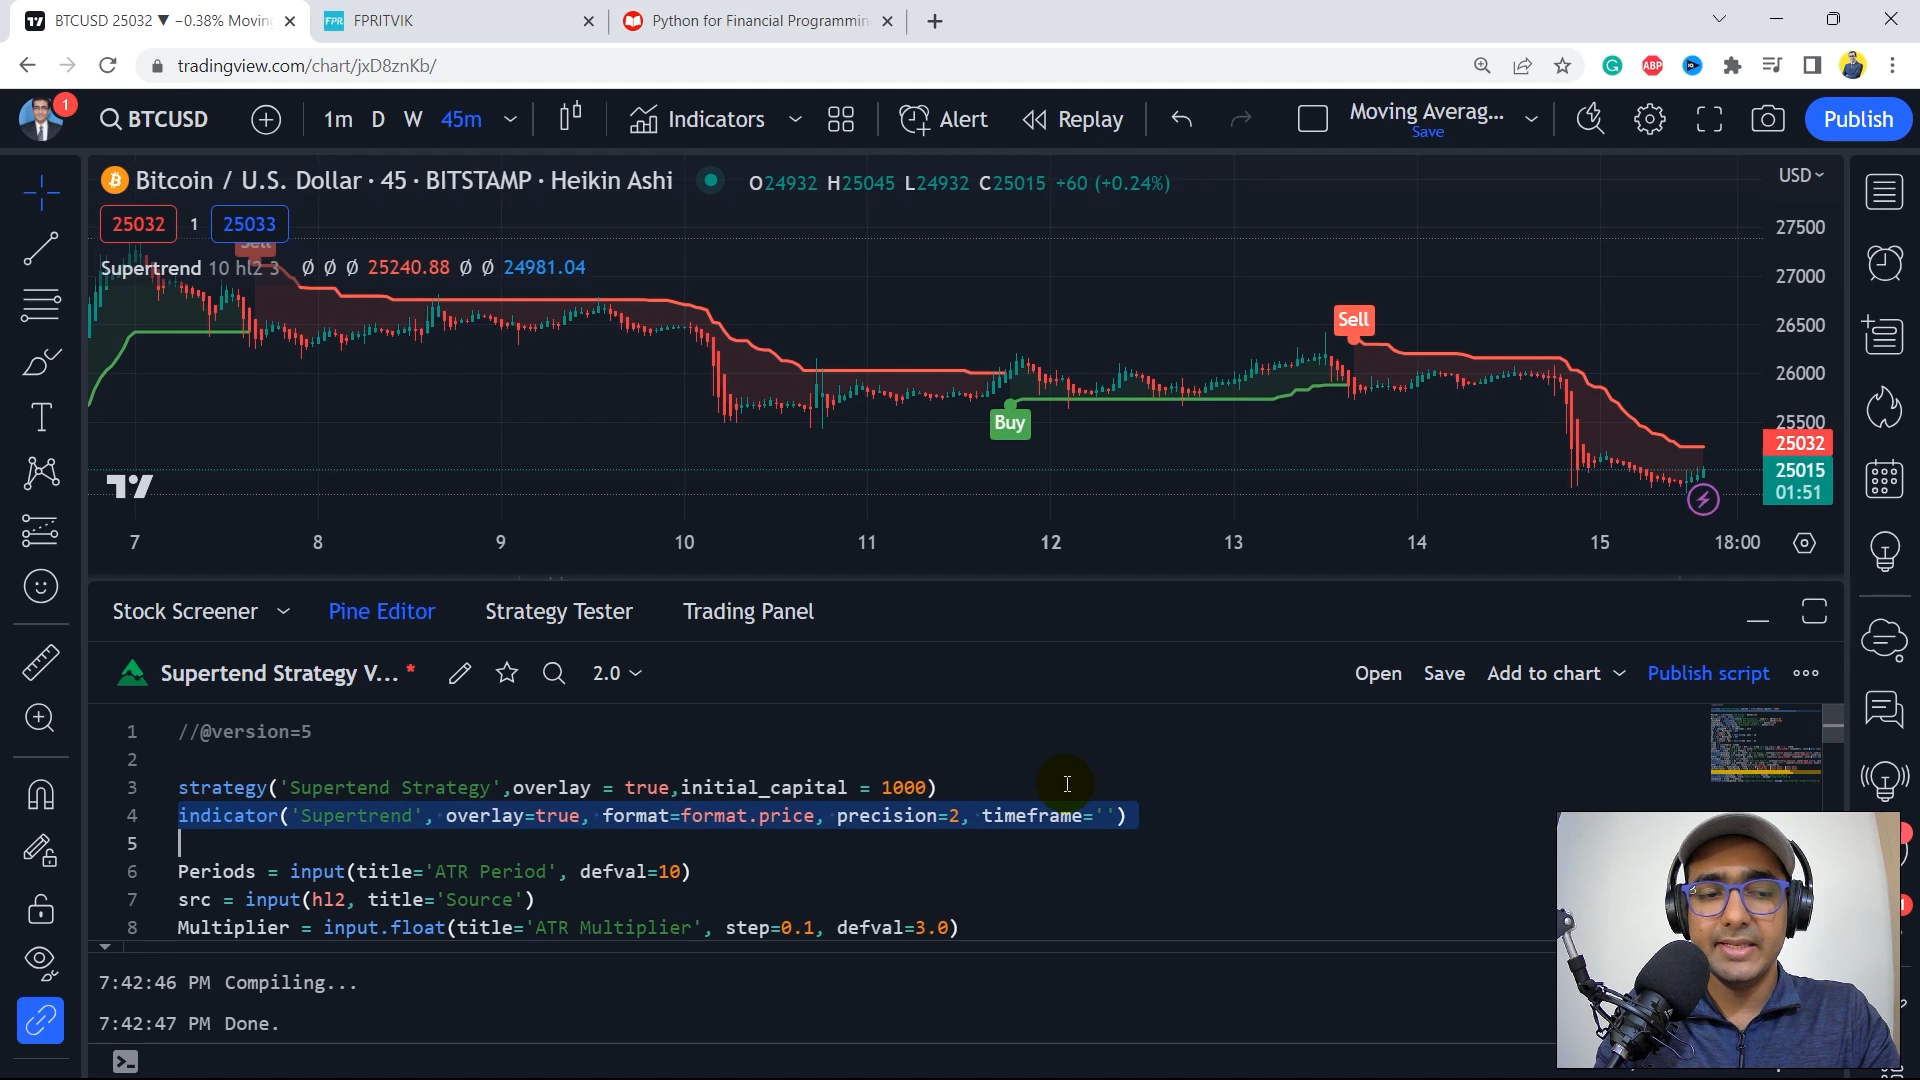 BTCUSD 25032 ▼ −0.38% Movin
FPR FPRITVIK
Python for Financial Programmin
tradingview.com/chart/jxD8znKb/
ABP
1
BTCUSD
1m D W 45m
Indicators
Alert
Replay
Moving Averag...
Save
Publish
Bitcoin / U.S. Dollar · 45 · BITSTAMP · Heikin Ashi
O24932 H25045 L24932 C25015 +60 (+0.24%)
USD
25032 1 25033
Sell
Supertrend 10 hl2 3 Ø Ø Ø 25240.88 Ø Ø 24981.04
27500
27000
26500
26000
25500
25032
25015
01:51
Sell
Buy
7 8 9 10 11 12 13 14 15 18:00
Stock Screener Pine Editor Strategy Tester Trading Panel
Supertend Strategy V... * 2.0 Open Save Add to chart Publish script
1 //@version=5
2
3 strategy('Supertend Strategy',overlay = true,initial_capital = 1000)
4 indicator('Supertrend', overlay=true, format=format.price, precision=2, timeframe='')
5
6 Periods = input(title='ATR Period', defval=10)
7 src = input(hl2, title='Source')
8 Multiplier = input.float(title='ATR Multiplier', step=0.1, defval=3.0)
7:42:46 PM Compiling...
7:42:47 PM Done.